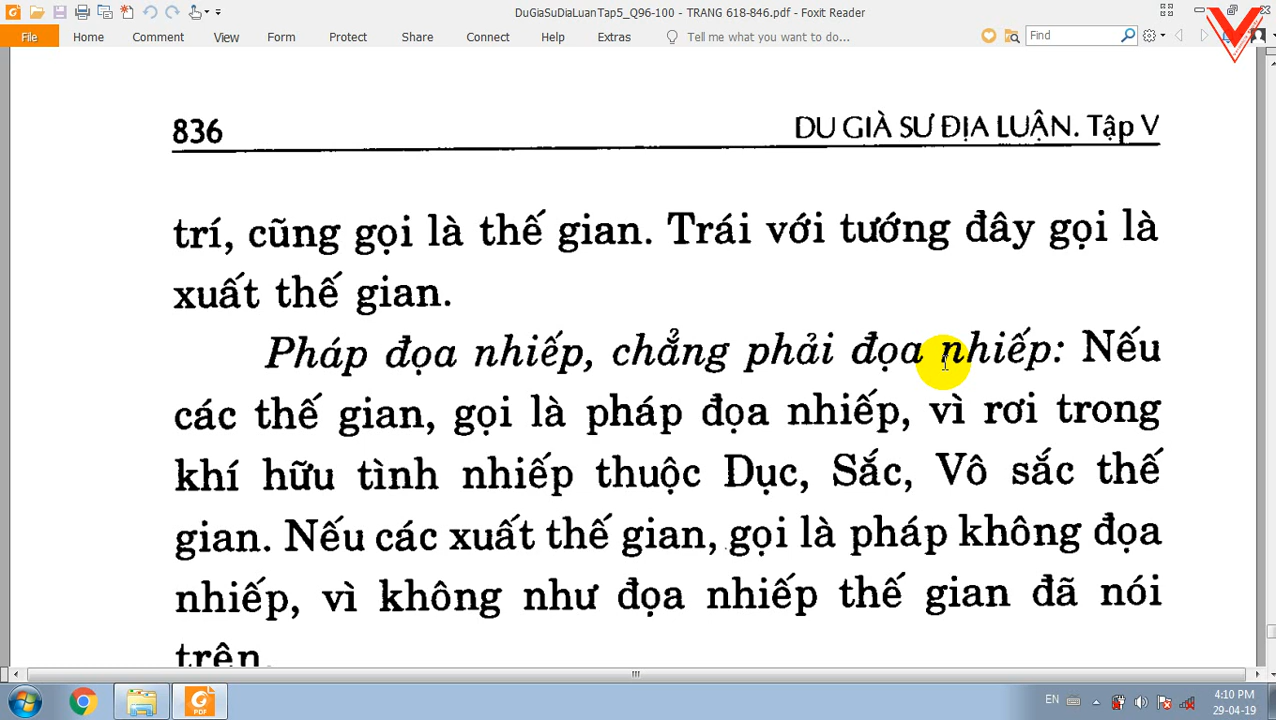 DuGiaSuDiaLuanTap5_Q96-100 - TRANG 618-846.pdf - Foxit Reader
File Home Comment View Form Protect Share Connect Help Extras Tell me what you want to do... Find
836 DU GIÀ SƯ ĐỊA LUẬN. Tập V
trí, cũng gọi là thế gian. Trái với tướng đây gọi là
xuất thế gian.
Pháp đọa nhiếp, chẳng phải đọa nhiếp: Nếu
các thế gian, gọi là pháp đọa nhiếp, vì rơi trong
khí hữu tình nhiếp thuộc Dục, Sắc, Vô sắc thế
gian. Nếu các xuất thế gian, gọi là pháp không đọa
nhiếp, vì không như đọa nhiếp thế gian đã nói
trên.
EN 4:10 PM
29-04-19